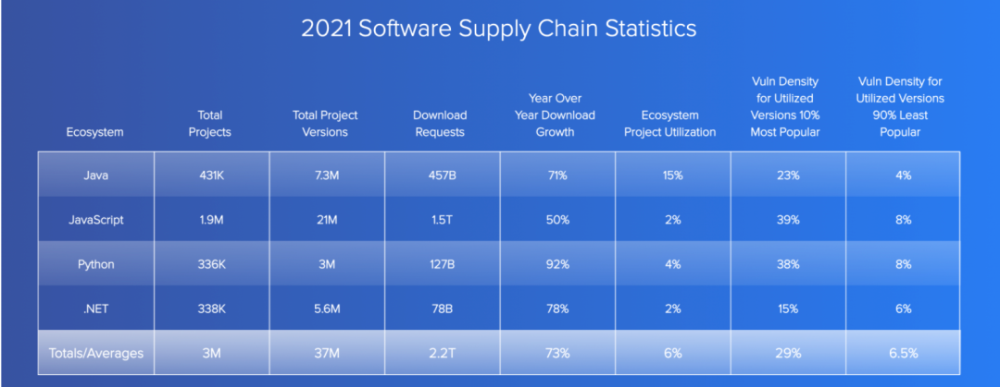 2021 Software Supply Chain Statistics
Ecosystem
Total
Projects
Total Project
Versions
Download
Requests
Year Over
Year Download
Growth
Ecosystem
Project Utilization
Vuln Density
for Utilized
Versions 10%
Most Popular
Vuln Density for
Utilized Versions
90% Least
Popular
Java 431K 7.3M 457B 71% 15% 23% 4%
JavaScript 1.9M 21M 1.5T 50% 2% 39% 8%
Python 336K 3M 127B 92% 4% 38% 8%
.NET 338K 5.6M 78B 78% 2% 15% 6%
Totals/Averages 3M 37M 2.2T 73% 6% 29% 6.5%